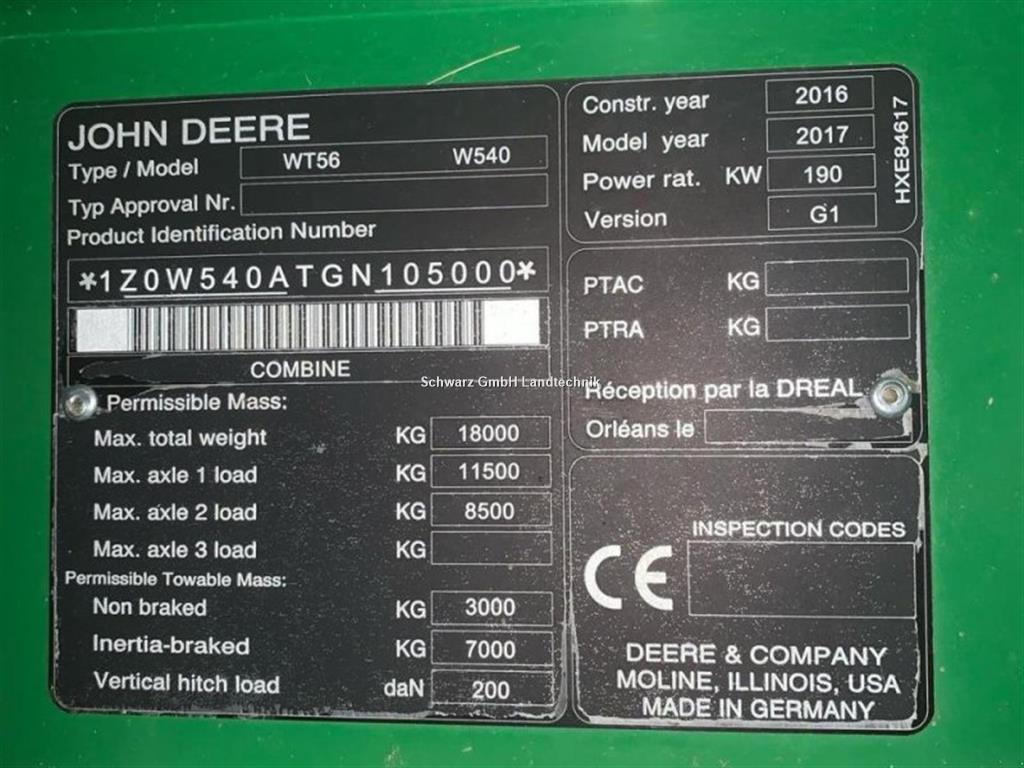 JOHN DEERE
Type / Model WT56 W540
Typ Approval Nr.
Product Identification Number
*1Z0W540ATGN105000*
COMBINE
Permissible Mass:
Max. total weight KG 18000
Max. axle 1 load KG 11500
Max. axle 2 load KG 8500
Max. axle 3 load KG
Permissible Towable Mass:
Non braked KG 3000
Inertia-braked KG 7000
Vertical hitch load daN 200
Constr. year 2016
Model year 2017
Power rat. KW 190
Version G1
HXE84617
PTAC KG
PTRA KG
Schwarz GmbH Landtechnik
Réception par la DREAL
Orléans le
INSPECTION CODES
CE
DEERE & COMPANY
MOLINE, ILLINOIS, USA
MADE IN GERMANY